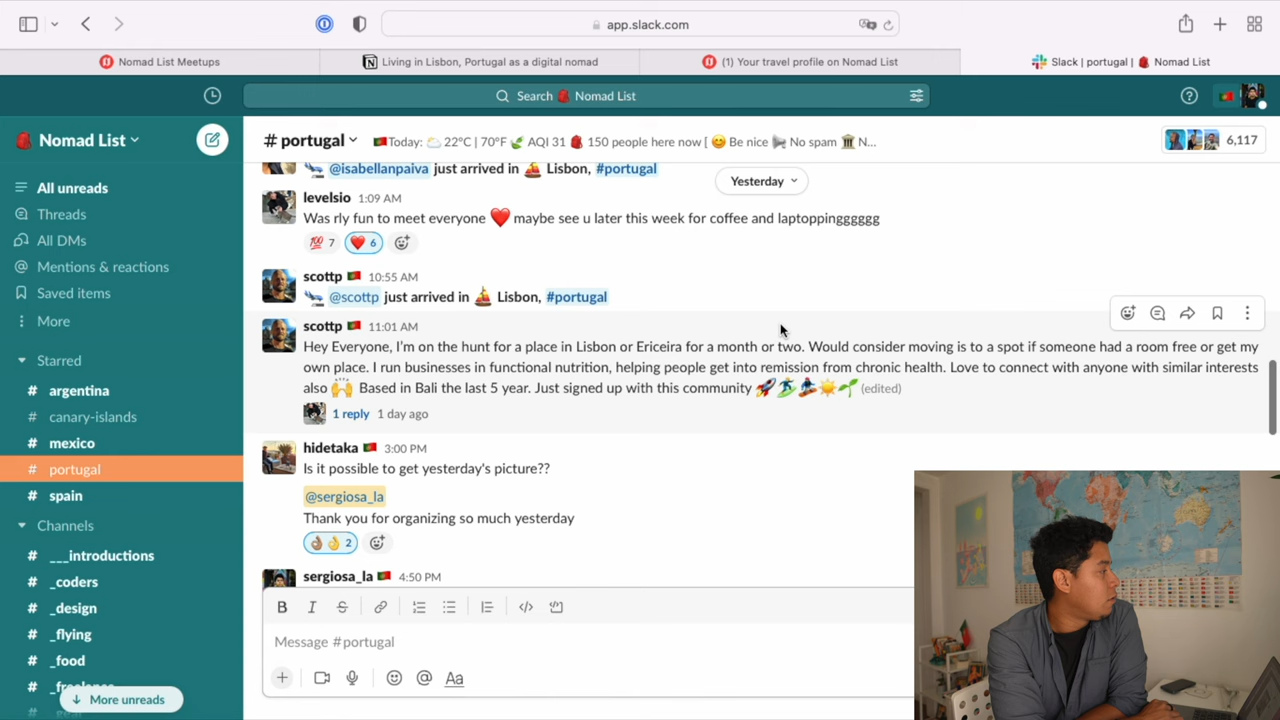 app.slack.com
Nomad List Meetups
Living in Lisbon, Portugal as a digital nomad
(1) Your travel profile on Nomad List
Slack | portugal | Nomad List
Search Nomad List
Nomad List
# portugal
Today: 22°C | 70°F AQI 31 150 people here now [ Be nice No spam N...
6,117
All unreads
Threads
All DMs
Mentions & reactions
Saved items
More
Starred
# argentina
# canary-islands
# mexico
# portugal
# spain
Channels
# ___introductions
# _coders
# _design
# _flying
# _food
More unreads
@isabellanpaiva just arrived in Lisbon, #portugal
Yesterday
levelsio 1:09 AM
Was rly fun to meet everyone ❤️ maybe see u later this week for coffee and laptoppingggggg
💯 7 ❤️ 6
scottp 10:55 AM
@scottp just arrived in Lisbon, #portugal
scottp 11:01 AM
Hey Everyone, I'm on the hunt for a place in Lisbon or Ericeira for a month or two. Would consider moving is to a spot if someone had a room free or get my
own place. I run businesses in functional nutrition, helping people get into remission from chronic health. Love to connect with anyone with similar interests
also 🙌 Based in Bali the last 5 year. Just signed up with this community 🚀🏄‍♂️🏂☀️🌱 (edited)
1 reply 1 day ago
hidetaka 3:00 PM
Is it possible to get yesterday's picture??
@sergiosa_la
Thank you for organizing so much yesterday
2
sergiosa_la 4:50 PM
B I S
Message #portugal
Aa